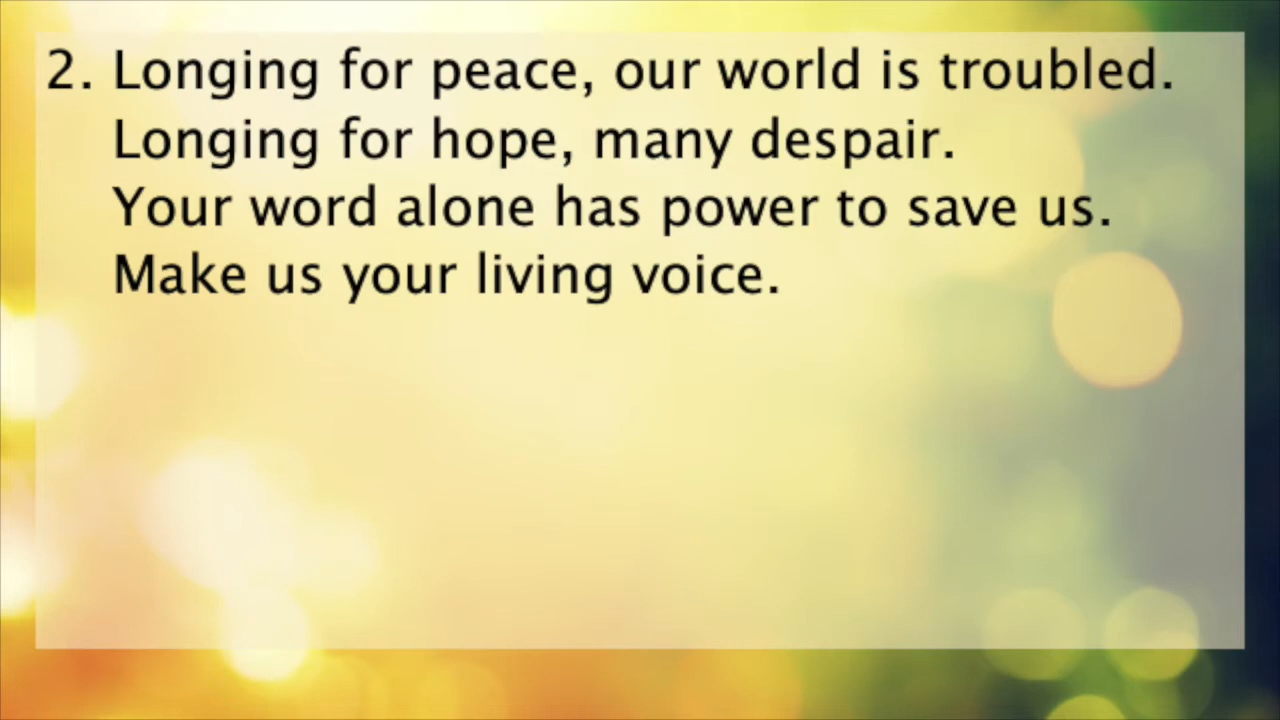 2. Longing for peace, our world is troubled.
Longing for hope, many despair.
Your word alone has power to save us.
Make us your living voice.